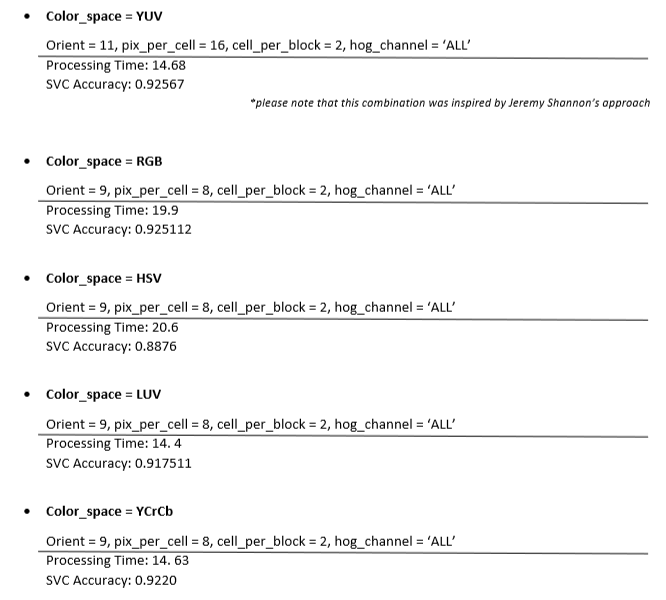 • Color_space = YUV
Orient = 11, pix_per_cell = 16, cell_per_block = 2, hog_channel = ‘ALL’
Processing Time: 14.68
SVC Accuracy: 0.92567
*please note that this combination was inspired by Jeremy Shannon’s approach
• Color_space = RGB
Orient = 9, pix_per_cell = 8, cell_per_block = 2, hog_channel = ‘ALL’
Processing Time: 19.9
SVC Accuracy: 0.925112
• Color_space = HSV
Orient = 9, pix_per_cell = 8, cell_per_block = 2, hog_channel = ‘ALL’
Processing Time: 20.6
SVC Accuracy: 0.8876
• Color_space = LUV
Orient = 9, pix_per_cell = 8, cell_per_block = 2, hog_channel = ‘ALL’
Processing Time: 14. 4
SVC Accuracy: 0.917511
• Color_space = YCrCb
Orient = 9, pix_per_cell = 8, cell_per_block = 2, hog_channel = ‘ALL’
Processing Time: 14. 63
SVC Accuracy: 0.9220